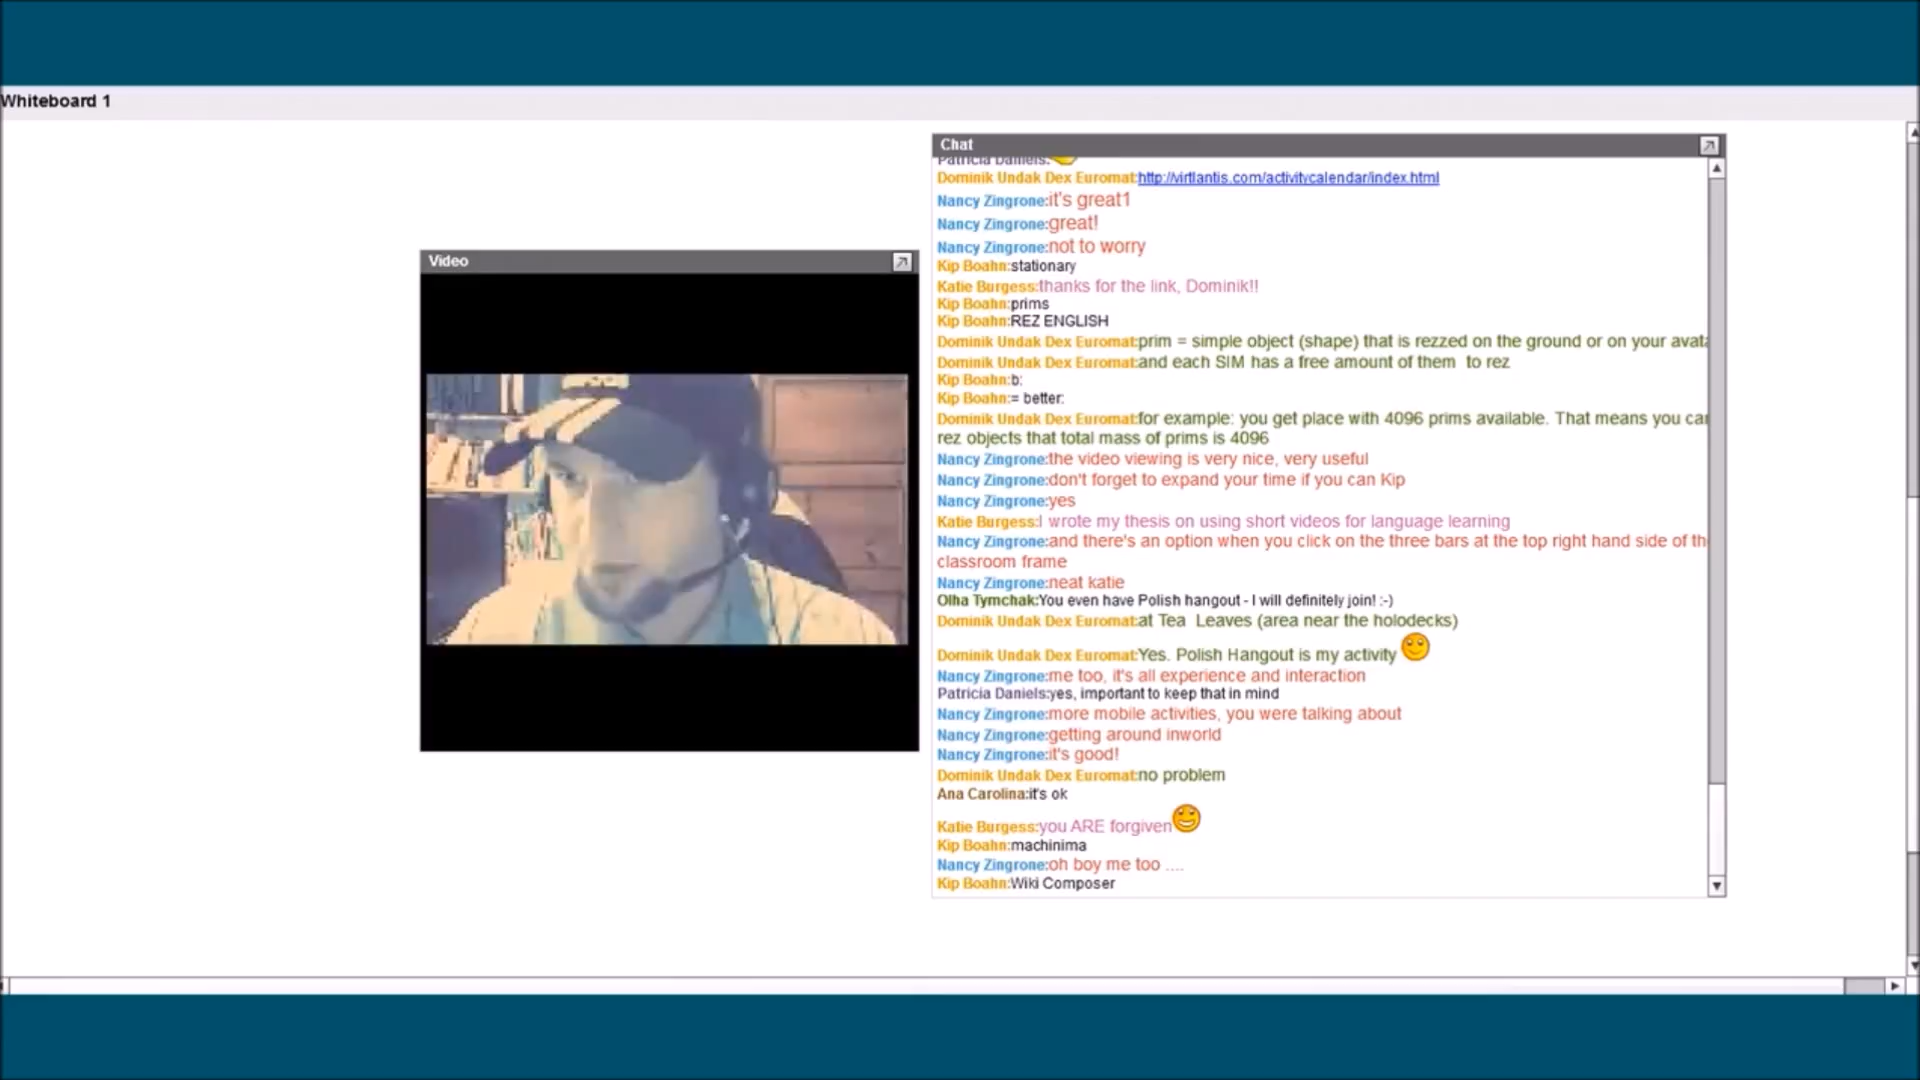 Whiteboard 1
Video
Chat
Patricia Daniels:
Dominik Undak Dex Euromat:http://virtlantis.com/activitycalendar/index.html
Nancy Zingrone:it's great1
Nancy Zingrone:great!
Nancy Zingrone:not to worry
Kip Boahn:stationary
Katie Burgess:thanks for the link, Dominik!!
Kip Boahn:prims
Kip Boahn:REZ ENGLISH
Dominik Undak Dex Euromat:prim = simple object (shape) that is rezzed on the ground or on your avata
Dominik Undak Dex Euromat:and each SIM has a free amount of them to rez
Kip Boahn:b:
Kip Boahn:= better:
Dominik Undak Dex Euromat:for example: you get place with 4096 prims available. That means you can
rez objects that total mass of prims is 4096
Nancy Zingrone:the video viewing is very nice, very useful
Nancy Zingrone:don't forget to expand your time if you can Kip
Nancy Zingrone:yes
Katie Burgess:I wrote my thesis on using short videos for language learning
Nancy Zingrone:and there's an option when you click on the three bars at the top right hand side of th
classroom frame
Nancy Zingrone:neat katie
Olha Tymchak:You even have Polish hangout - I will definitely join! :-)
Dominik Undak Dex Euromat:at Tea Leaves (area near the holodecks)
Dominik Undak Dex Euromat:Yes. Polish Hangout is my activity
Nancy Zingrone:me too, it's all experience and interaction
Patricia Daniels:yes, important to keep that in mind
Nancy Zingrone:more mobile activities, you were talking about
Nancy Zingrone:getting around inworld
Nancy Zingrone:it's good!
Dominik Undak Dex Euromat:no problem
Ana Carolina:it's ok
Katie Burgess:you ARE forgiven
Kip Boahn:machinima
Nancy Zingrone:oh boy me too ....
Kip Boahn:Wiki Composer